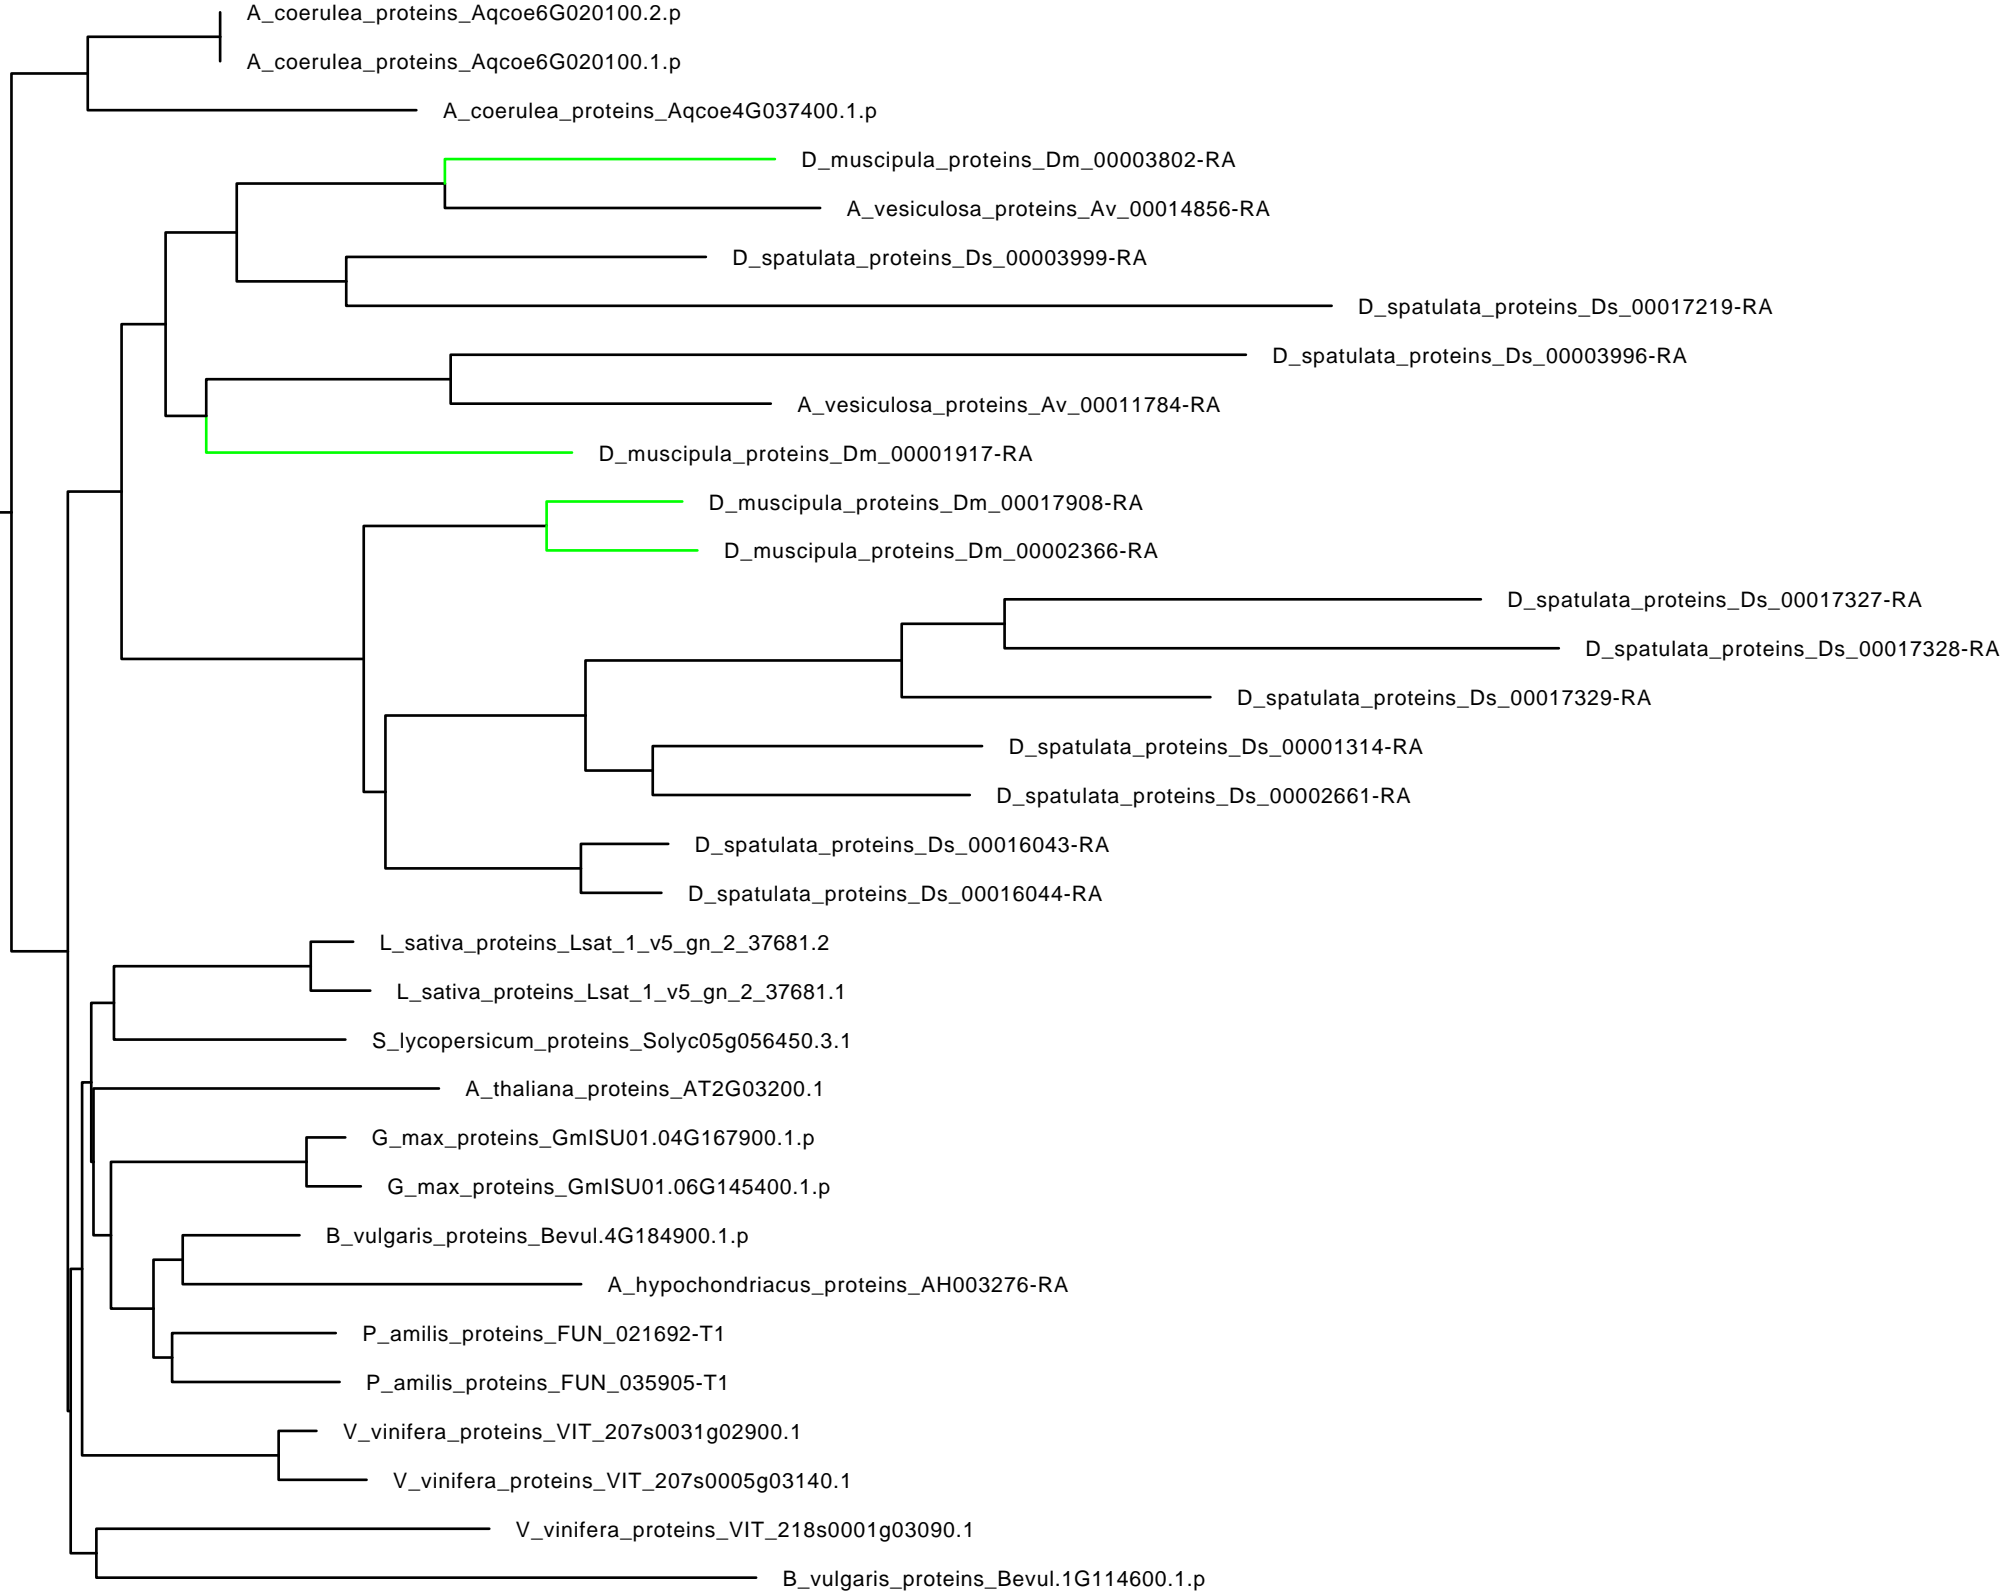 A_coerulea_proteins_Aqcoe6G020100.2.p
A_coerulea_proteins_Aqcoe6G020100.1.p
A_coerulea_proteins_Aqcoe4G037400.1.p
D_muscipula_proteins_Dm_00003802-RA
A_vesiculosa_proteins_Av_00014856-RA
D_spatulata_proteins_Ds_00003999-RA
D_spatulata_proteins_Ds_00017219-RA
D_spatulata_proteins_Ds_00003996-RA
A_vesiculosa_proteins_Av_00011784-RA
D_muscipula_proteins_Dm_00001917-RA
D_muscipula_proteins_Dm_00017908-RA
D_muscipula_proteins_Dm_00002366-RA
D_spatulata_proteins_Ds_00017327-RA
D_spatulata_proteins_Ds_00017328-RA
D_spatulata_proteins_Ds_00017329-RA
D_spatulata_proteins_Ds_00001314-RA
D_spatulata_proteins_Ds_00002661-RA
D_spatulata_proteins_Ds_00016043-RA
D_spatulata_proteins_Ds_00016044-RA
L_sativa_proteins_Lsat_1_v5_gn_2_37681.2
L_sativa_proteins_Lsat_1_v5_gn_2_37681.1
S_lycopersicum_proteins_Solyc05g056450.3.1
A_thaliana_proteins_AT2G03200.1
G_max_proteins_GmISU01.04G167900.1.p
G_max_proteins_GmISU01.06G145400.1.p
B_vulgaris_proteins_Bevul.4G184900.1.p
A_hypochondriacus_proteins_AH003276-RA
P_amilis_proteins_FUN_021692-T1
P_amilis_proteins_FUN_035905-T1
V_vinifera_proteins_VIT_207s0031g02900.1
V_vinifera_proteins_VIT_207s0005g03140.1
V_vinifera_proteins_VIT_218s0001g03090.1
B_vulgaris_proteins_Bevul.1G114600.1.p